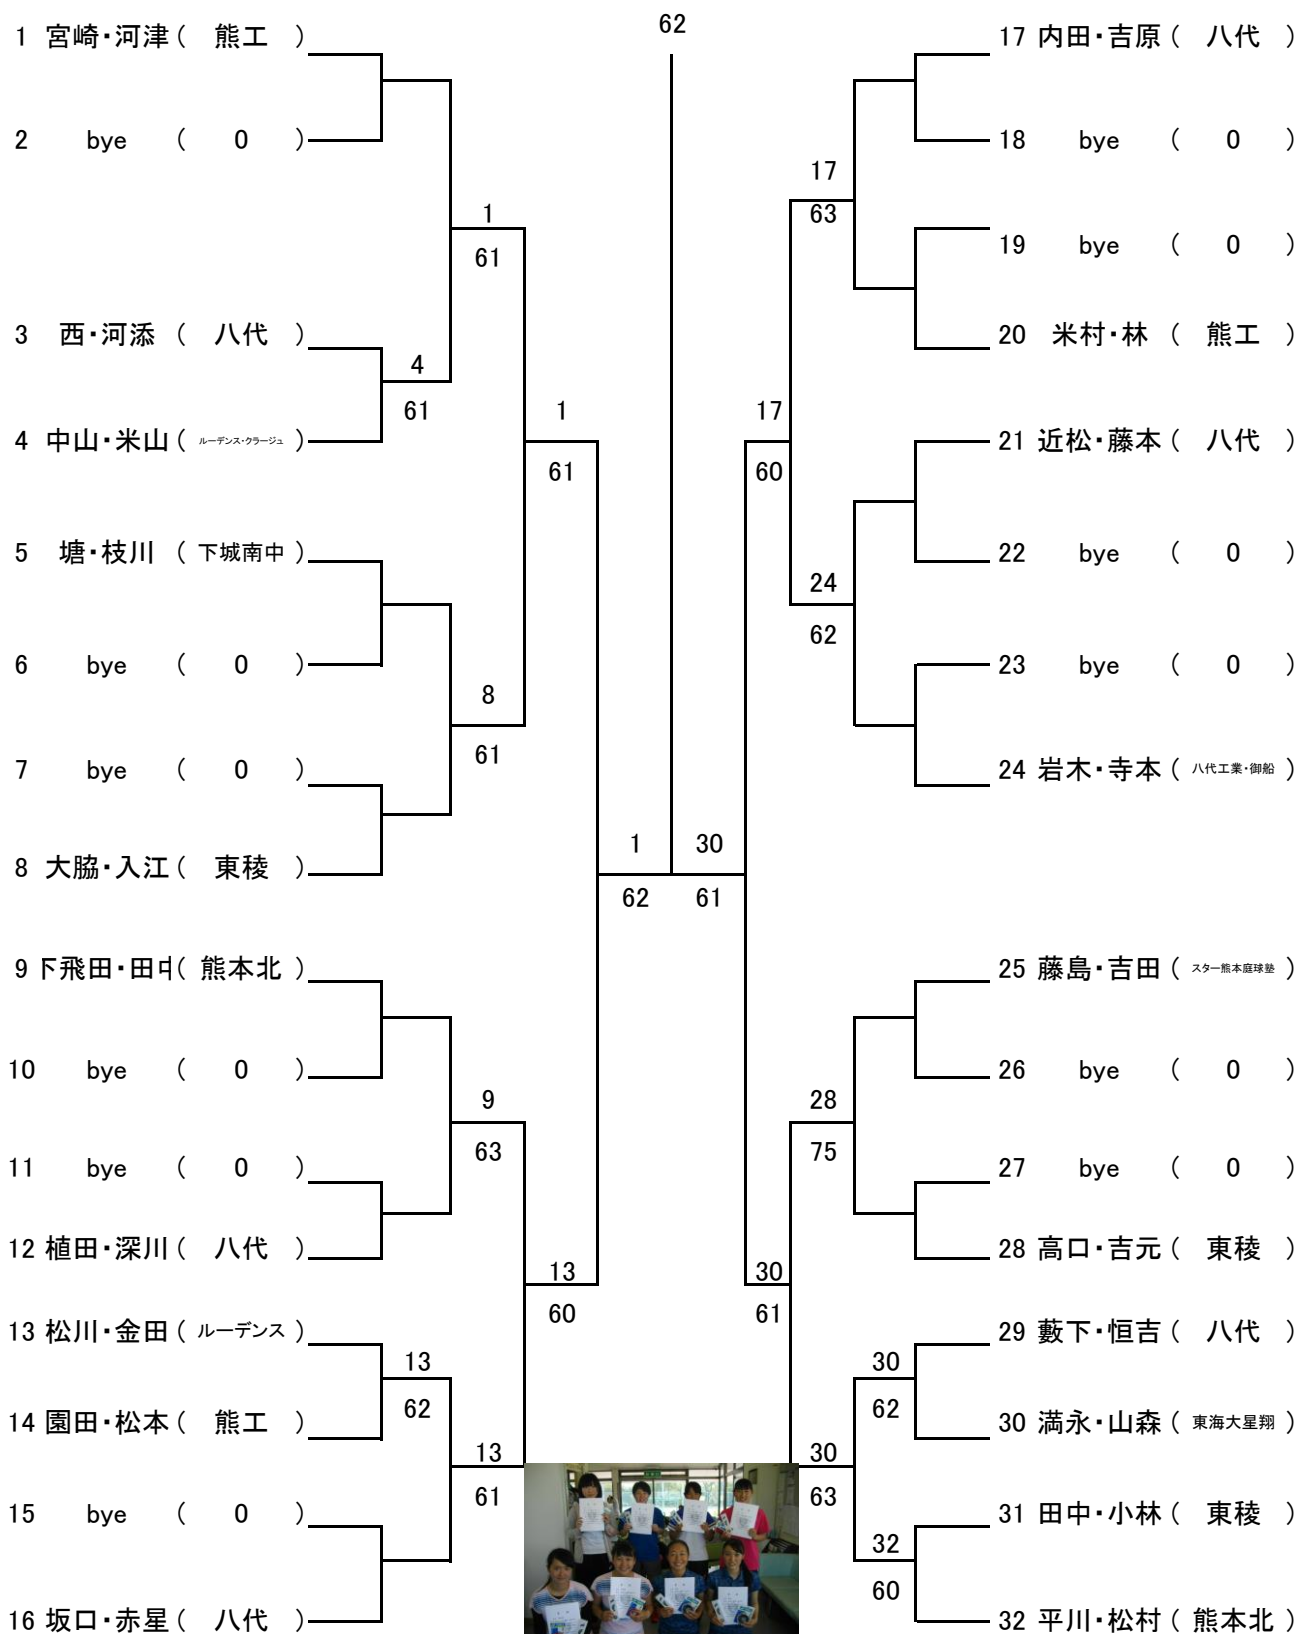 62
1 宮崎・河津 ( 熊工 )
2 bye ( 0 )
1
61
3 西・河添 ( 八代 )
4
61
4 中山・米山 ( ルーデンス・クラージュ )
1
61
5 塘・枝川 ( 下城南中 )
6 bye ( 0 )
8
61
7 bye ( 0 )
8 大脇・入江 ( 東稜 )
1
62
9 下飛田・田中 ( 熊本北 )
10 bye ( 0 )
9
63
11 bye ( 0 )
12 植田・深川 ( 八代 )
13
60
13 松川・金田 ( ルーデンス )
13
62
14 園田・松本 ( 熊工 )
13
61
15 bye ( 0 )
16 坂口・赤星 ( 八代 )
17 内田・吉原 ( 八代 )
18 bye ( 0 )
17
63
19 bye ( 0 )
20 米村・林 ( 熊工 )
17
60
21 近松・藤本 ( 八代 )
22 bye ( 0 )
24
62
23 bye ( 0 )
24 岩木・寺本 ( 八代工業・御船 )
30
61
25 藤島・吉田 ( スター熊本庭球塾 )
26 bye ( 0 )
28
75
27 bye ( 0 )
28 高口・吉元 ( 東稜 )
30
61
29 藪下・恒吉 ( 八代 )
30
62
30 満永・山森 ( 東海大星翔 )
30
63
31 田中・小林 ( 東稜 )
32
60
32 平川・松村 ( 熊本北 )